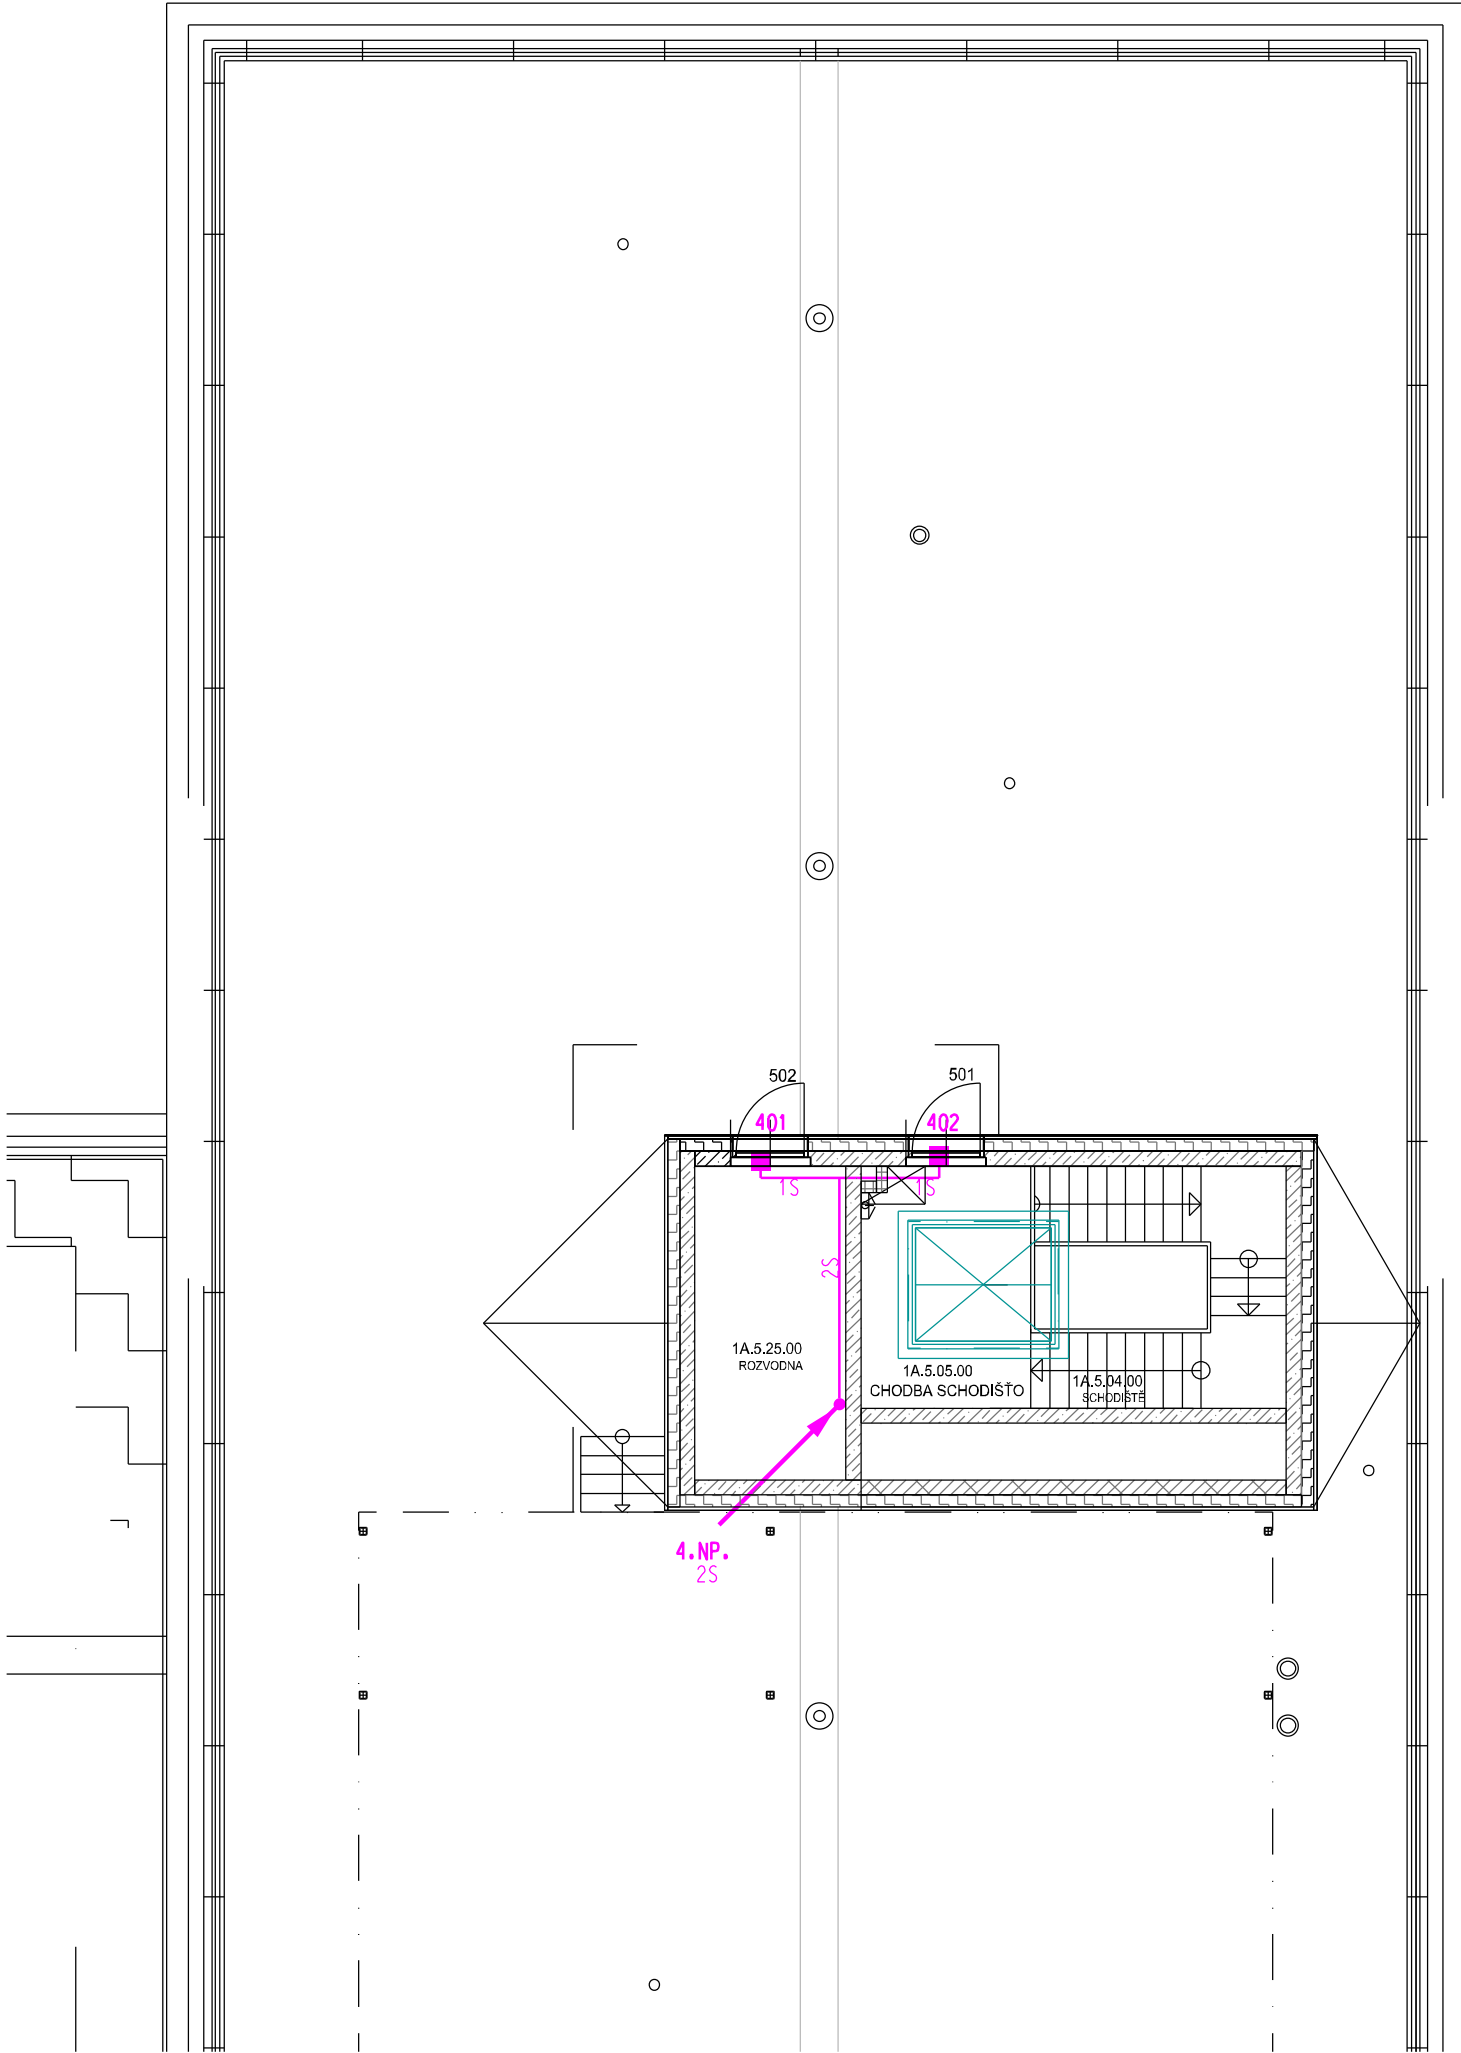 502
501
401
402
1S
1S
2S
1A.5.25.00
ROZVODNA
1A.5.05.00
CHODBA SCHODIŠŤO
1A.5.04.00
SCHODIŠTĚ
4.NP.
2S